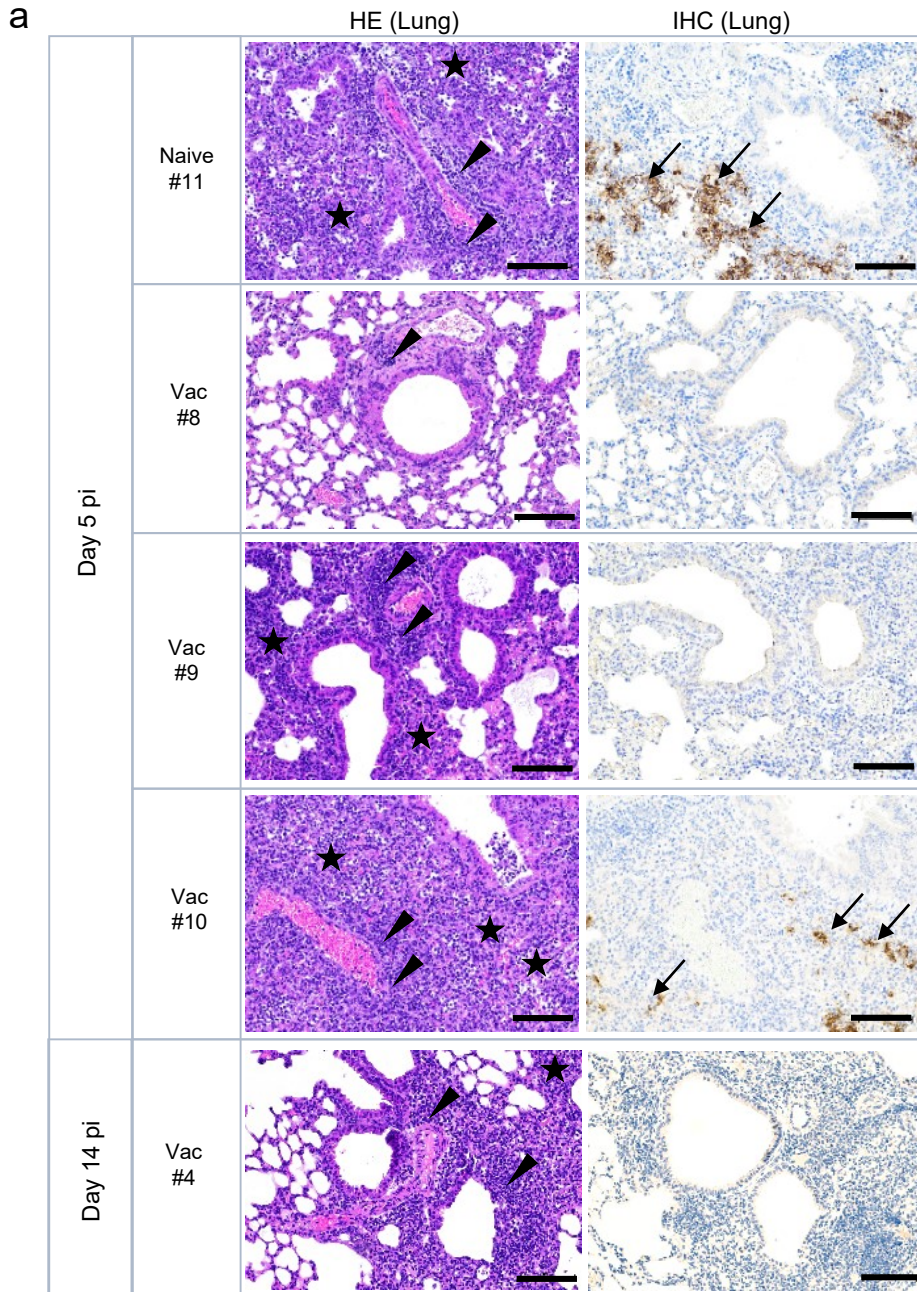 a
HE (Lung)
IHC (Lung)
Day 5 pi
Naive
#11
Vac
#8
Vac
#9
Vac
#10
Day 14 pi
Vac
#4